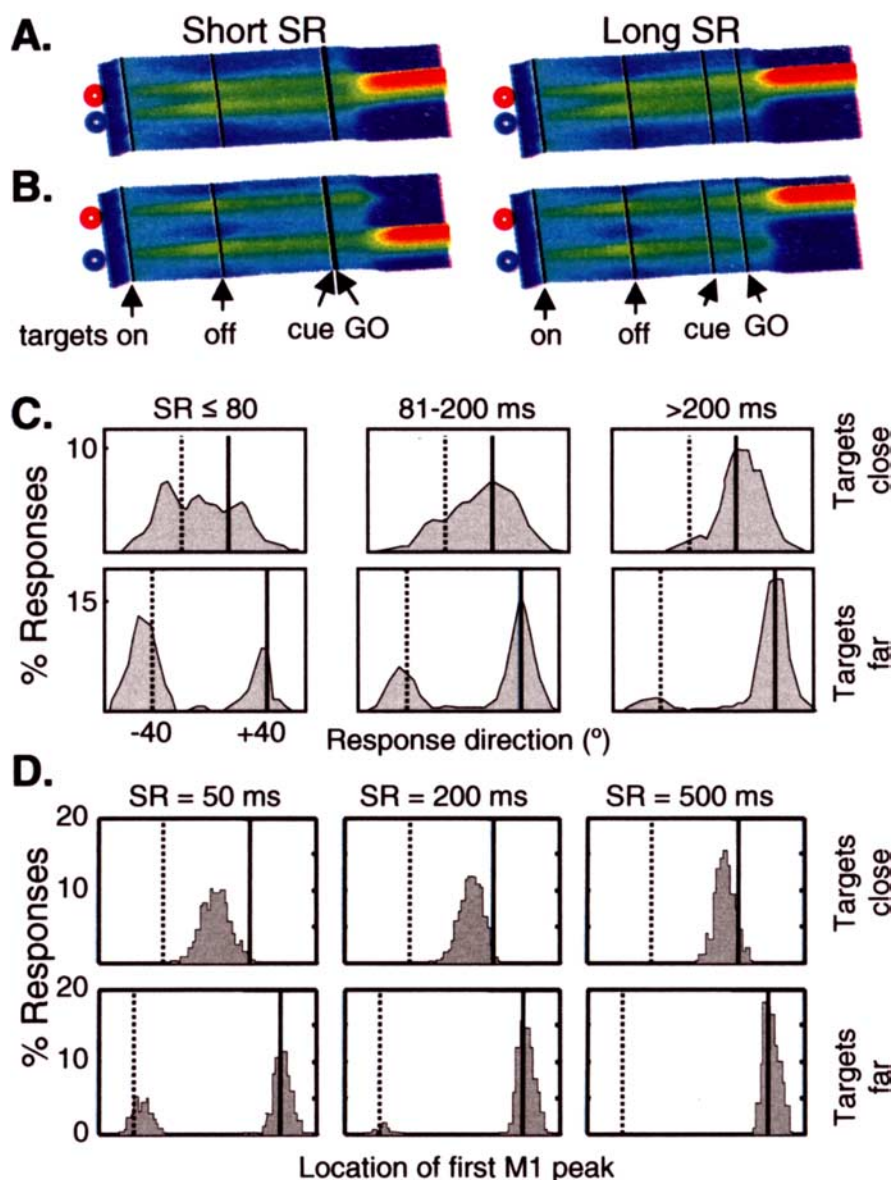 A.
Short SR
Long SR
B.
targets on
off
cue GO
on
off
cue
GO
C.
SR ≤ 80
81-200 ms
>200 ms
10
Targets close
% Responses
15
Targets far
-40
+40
Response direction (º)
D.
SR = 50 ms
SR = 200 ms
SR = 500 ms
20
10
Targets close
% Responses
20
10
0
Targets far
Location of first M1 peak